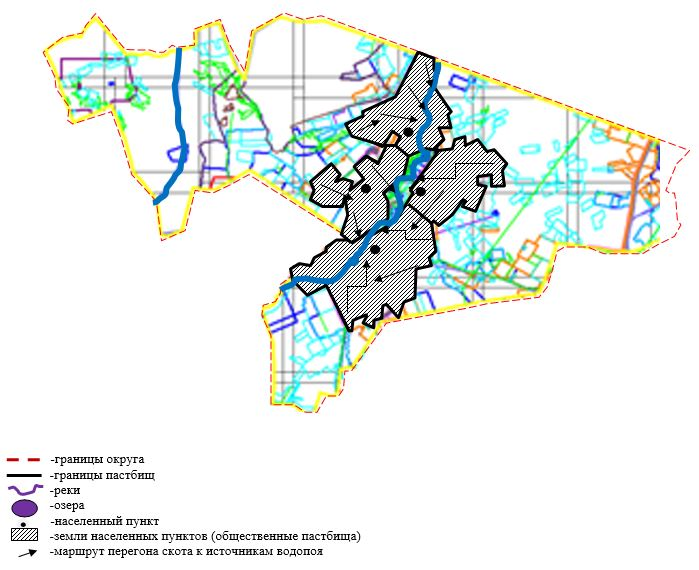 -границы округа
-границы пастбищ
-реки
-озера
-населенный пункт
-земли населенных пунктов (общественные пастбища)
-маршрут перегона скота к источникам водопоя